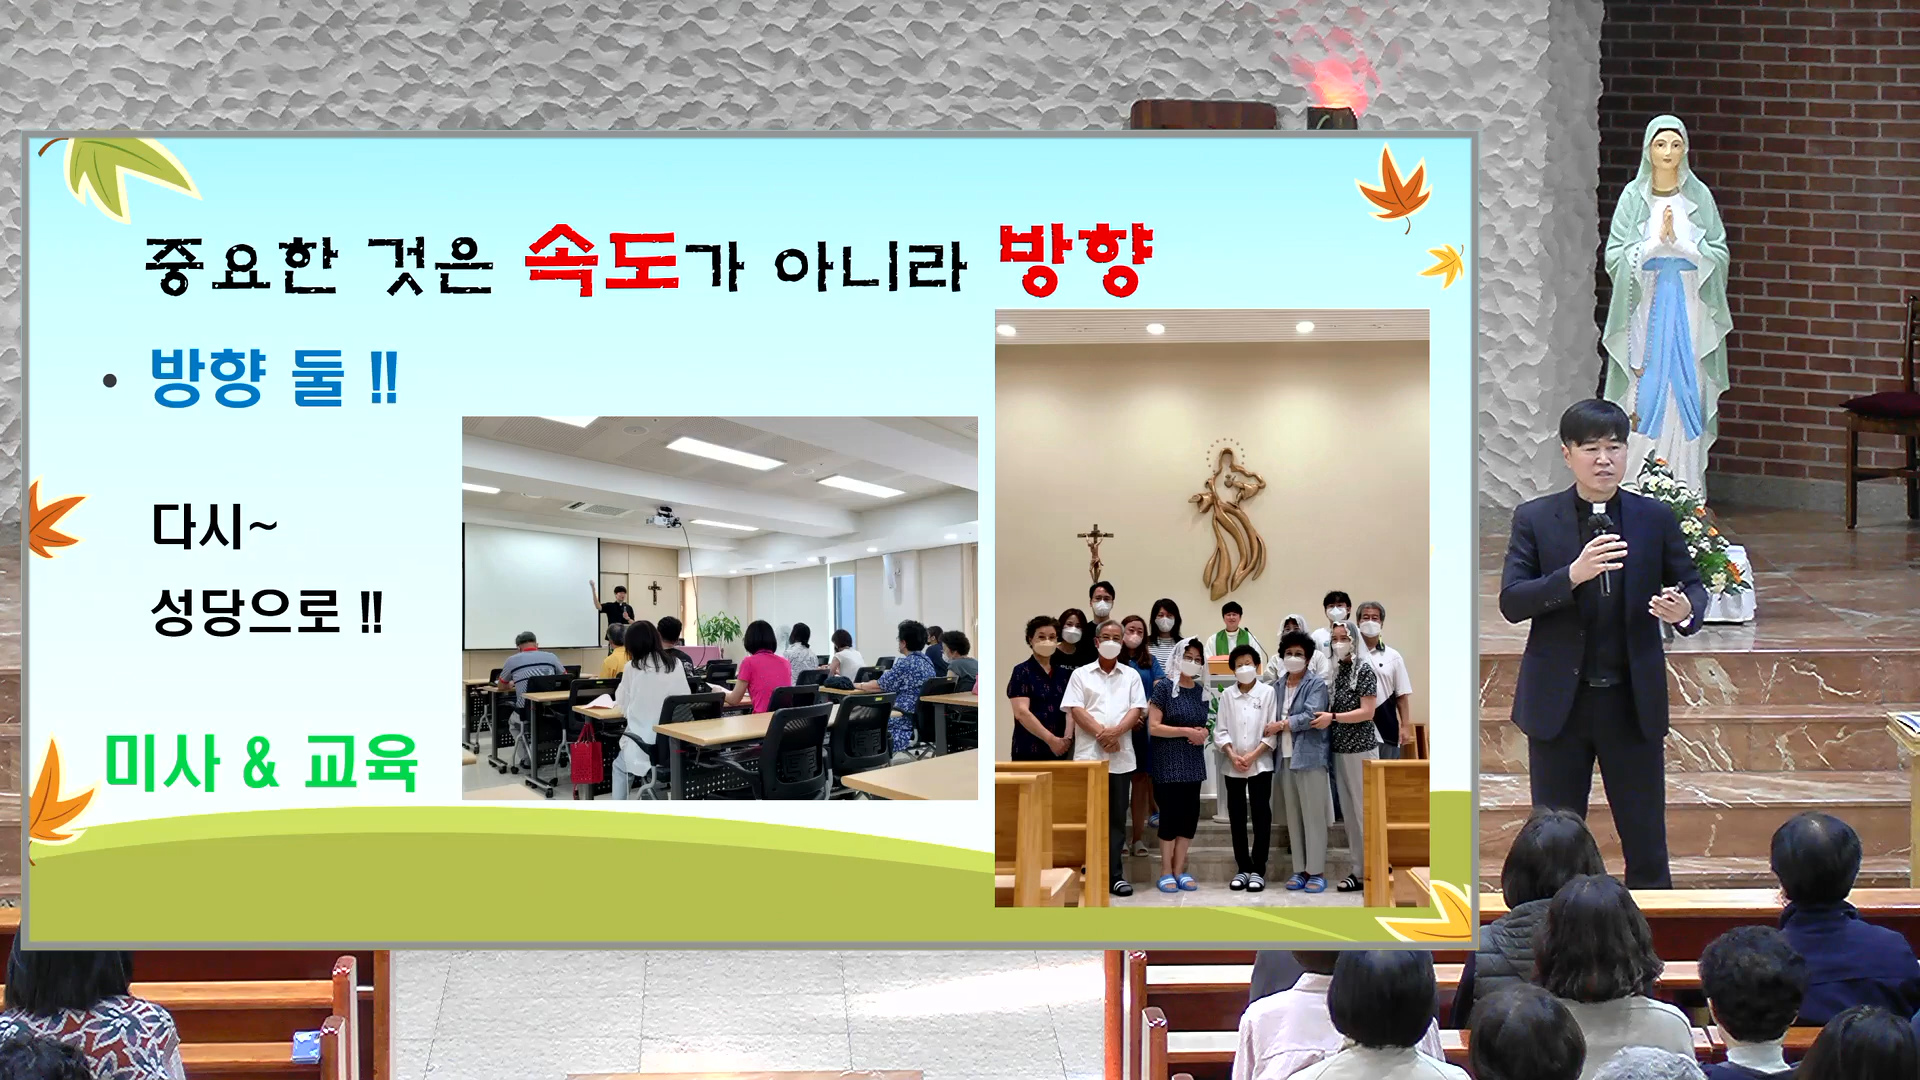 중요한 것은 속도가 아니라 방향
• 방향 둘 !!
다시~
성당으로 !!
미사 & 교육